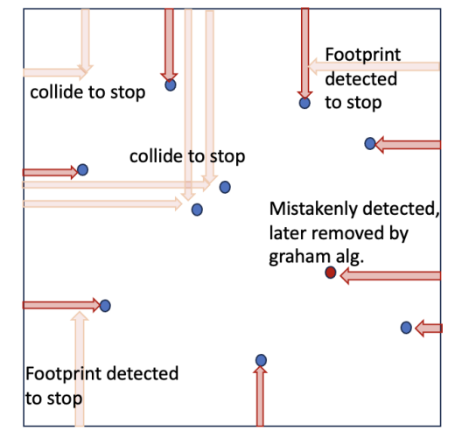 Footprint
detected
to stop
collide to stop
collide to stop
Mistakenly detected,
later removed by
graham alg.
Footprint detected
to stop